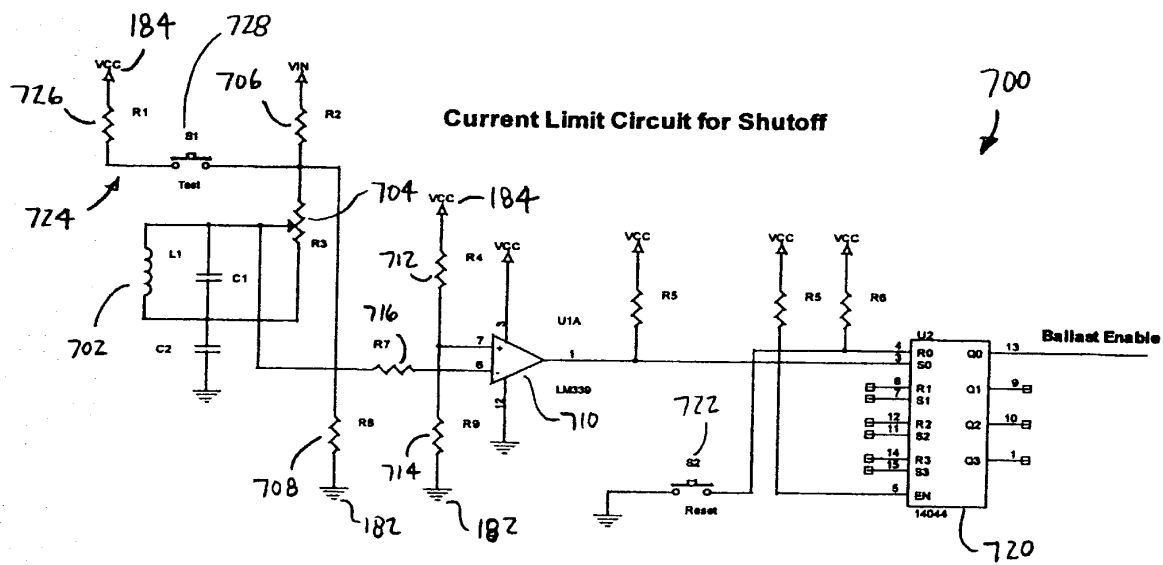 184
728
VCC
VIN
726
R1
706
R2
700
Current Limit Circuit for Shutoff
S1
Test
724
704
VCC
184
R3
L1
C1
702
C2
712
R4
VCC
VCC
R5
VCC
R5
VCC
R6
716
R7
7
+
6
-
3
12
U1A
1
LM339
710
U2
4
R0
Q0
13
Ballast Enable
3
S0
6
R1
Q1
9
7
S1
12
R2
Q2
10
11
S2
14
R3
Q3
1
15
S3
5
EN
14044
720
R8
708
R9
714
722
S2
Reset
182
182